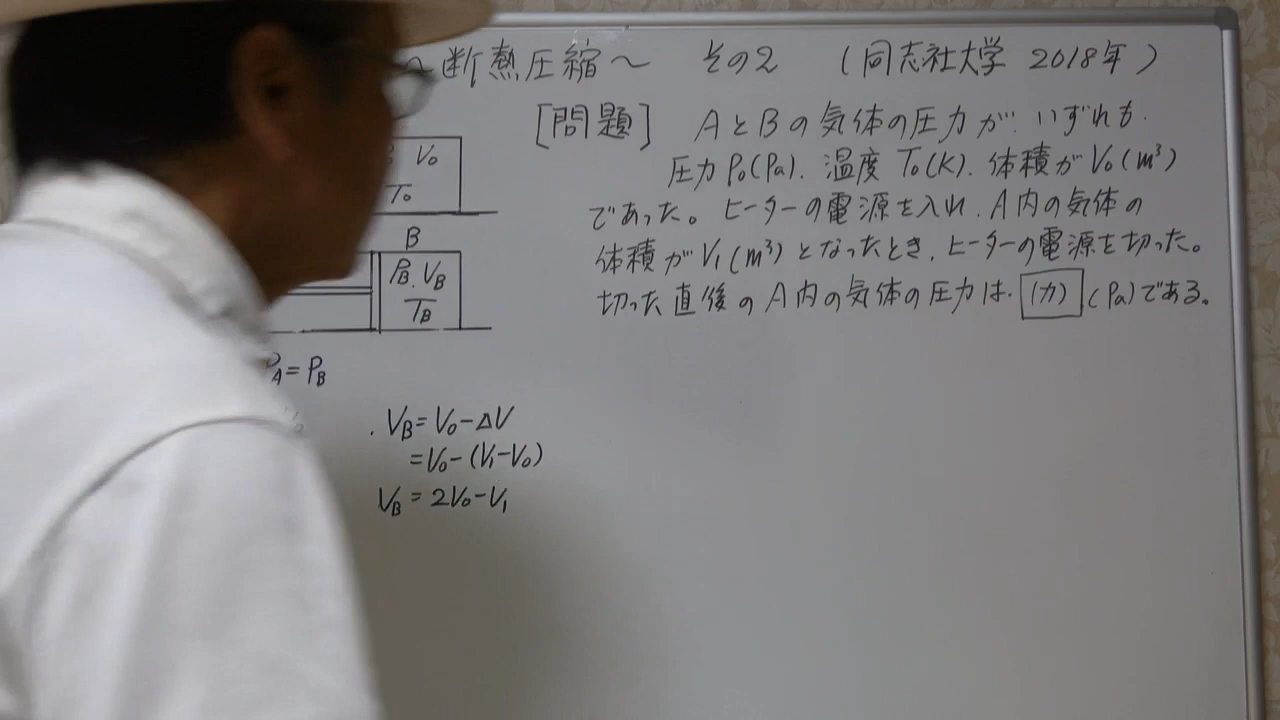 ～断熱圧縮～ その2 (同志社大学 2018年)
[問題] AとBの気体の圧力が、いずれも、
圧力P₀(Pa)、温度T₀(K)、体積がV₀(m³)
であった。ヒーターの電源を入れ、A内の気体の
体積がV₁(m³)となったとき、ヒーターの電源を切った。
切った直後のA内の気体の圧力は、(カ)(Pa)である。
V₀
T₀
B
P_B、V_B
T_B
P_A=P_B
・V_B=V₀-ΔV
=V₀-(V₁-V₀)
V_B=2V₀-V₁